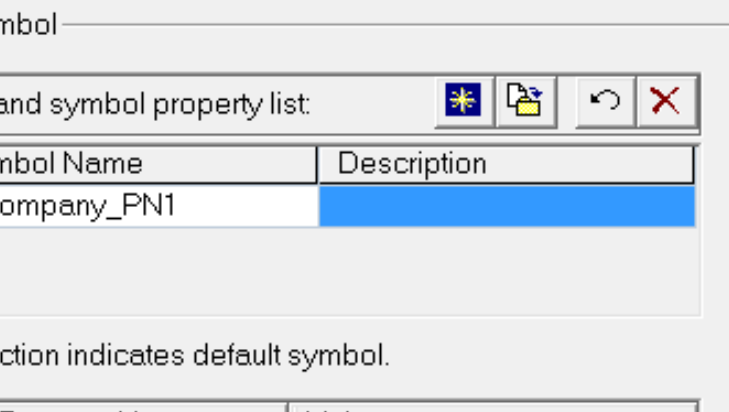 mbol
and symbol property list:
mbol Name Description
ompany_PN1
ction indicates default symbol.